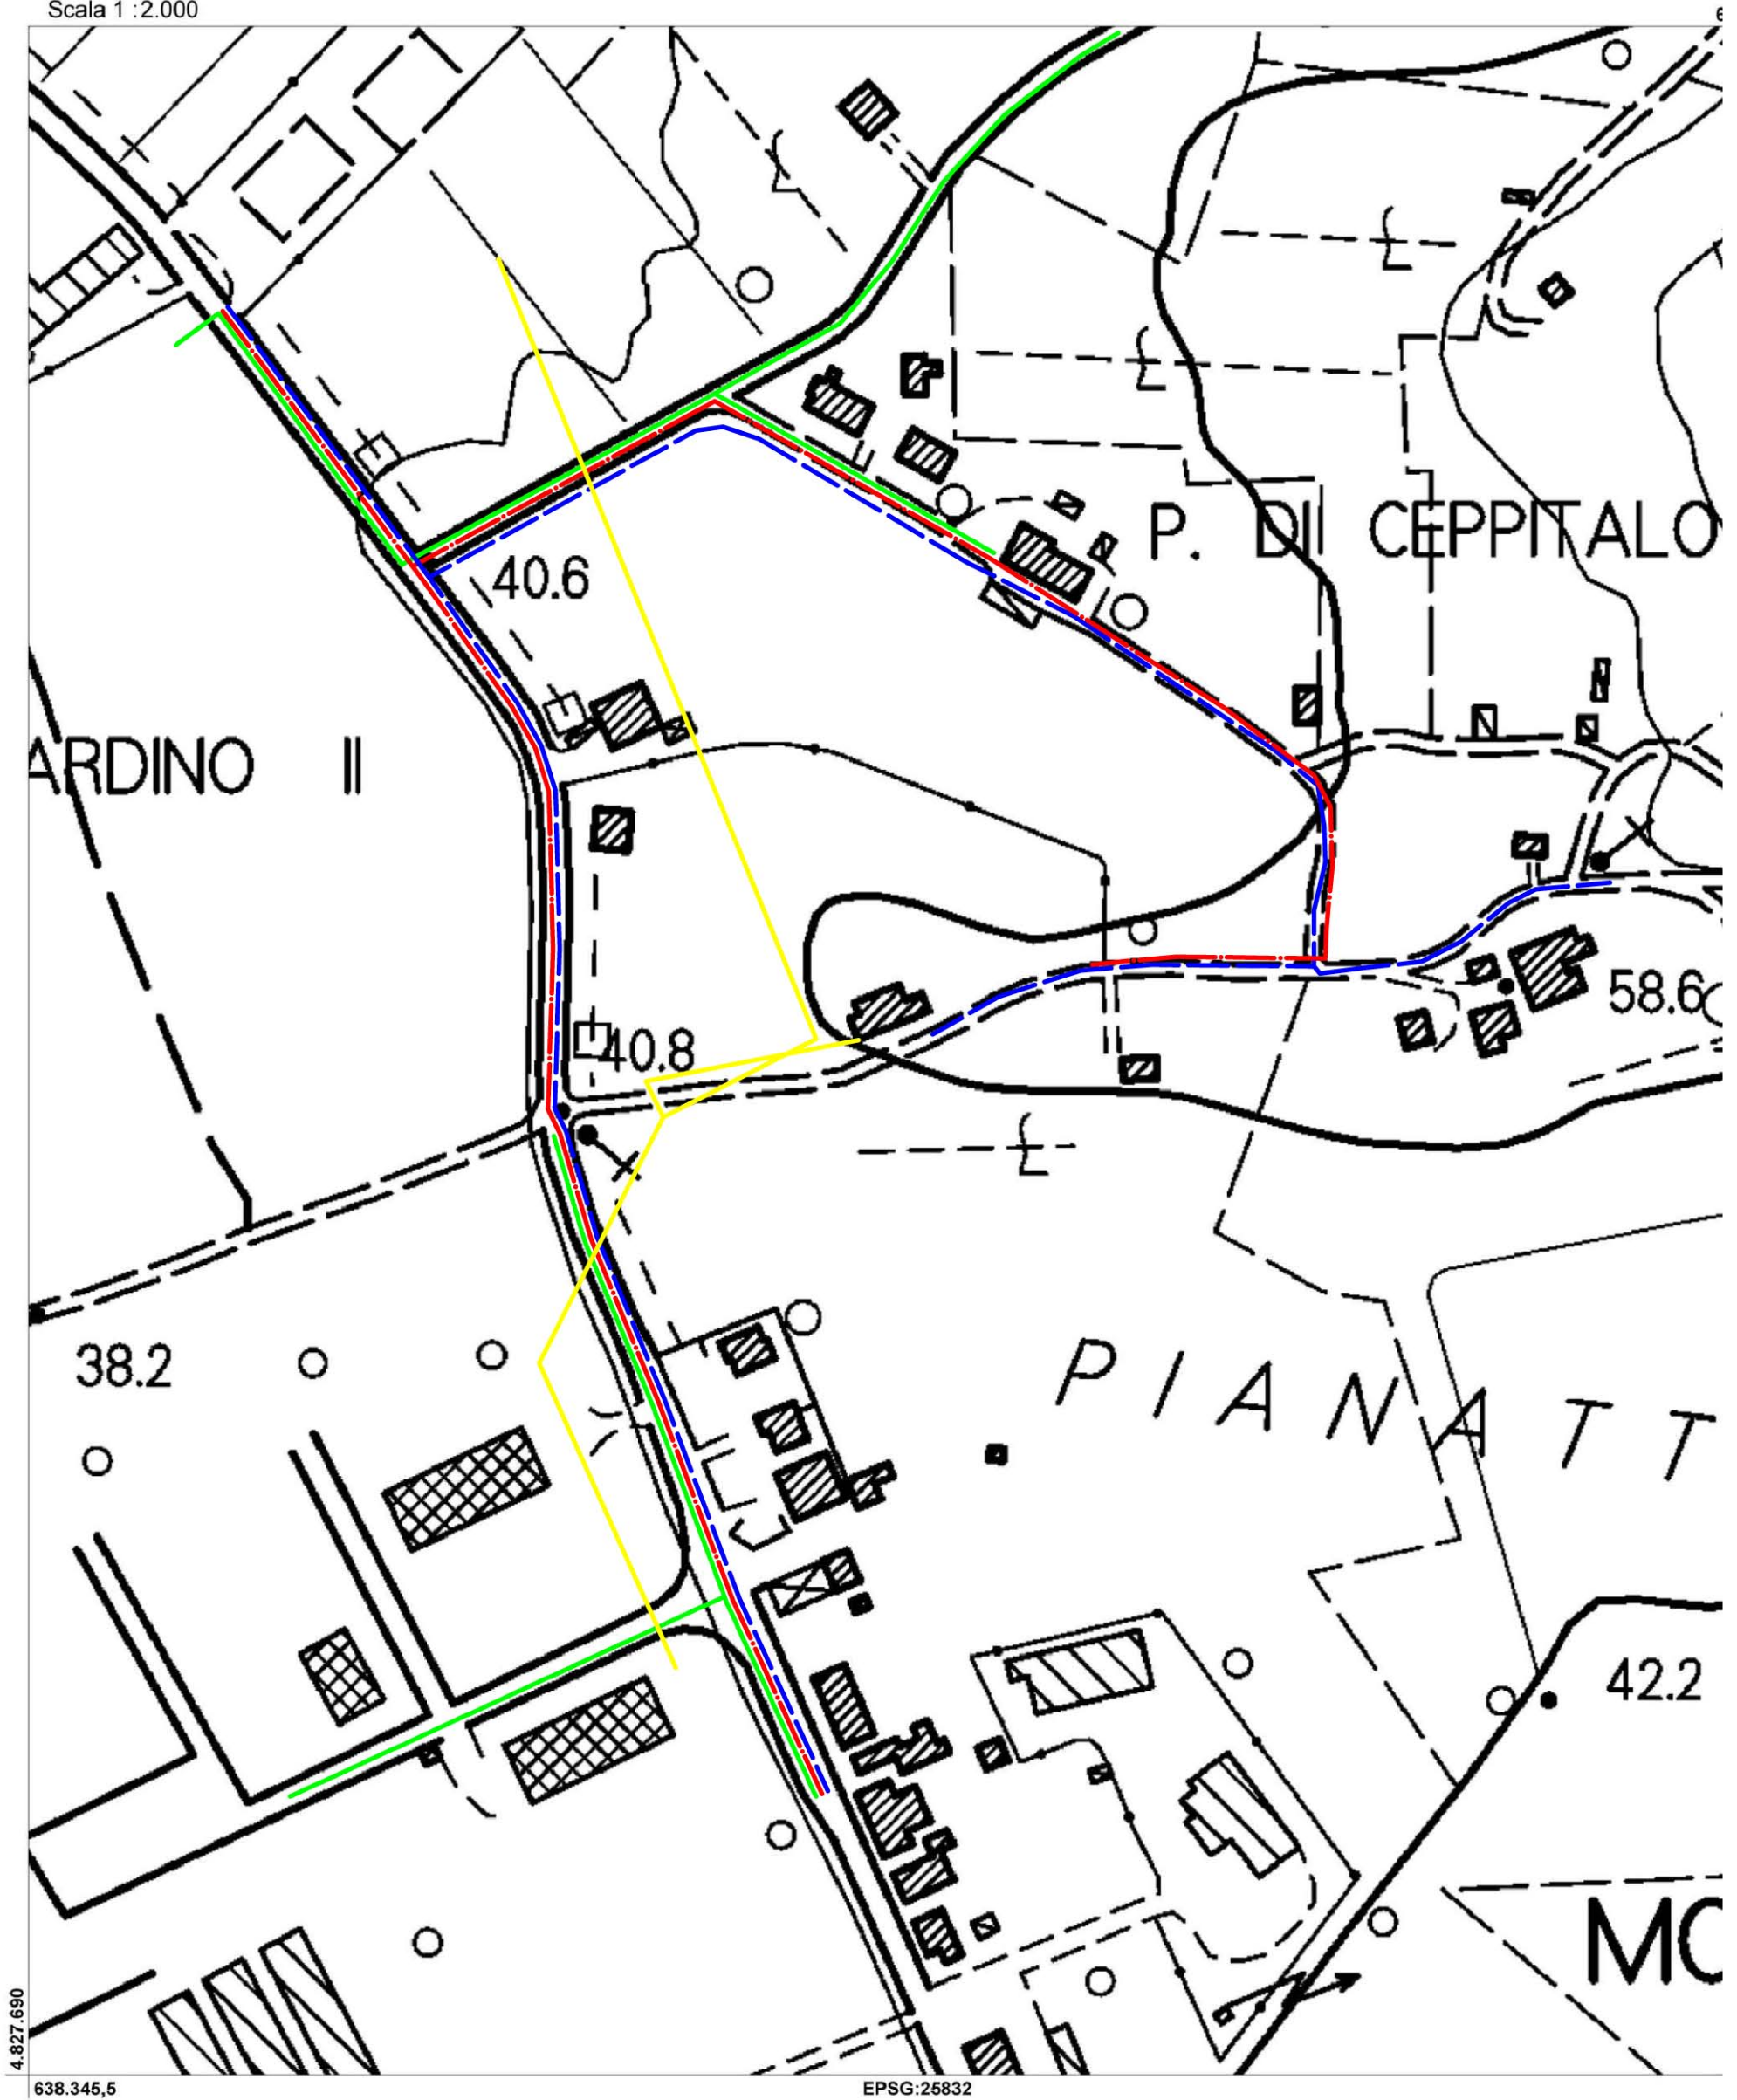 Scala 1 :2.000
P. DI CEPPITALO
40.6
ARDINO II
58.6
40.8
38.2
PIANATT
42.2
MO
4.827.690
638.345,5
EPSG:25832